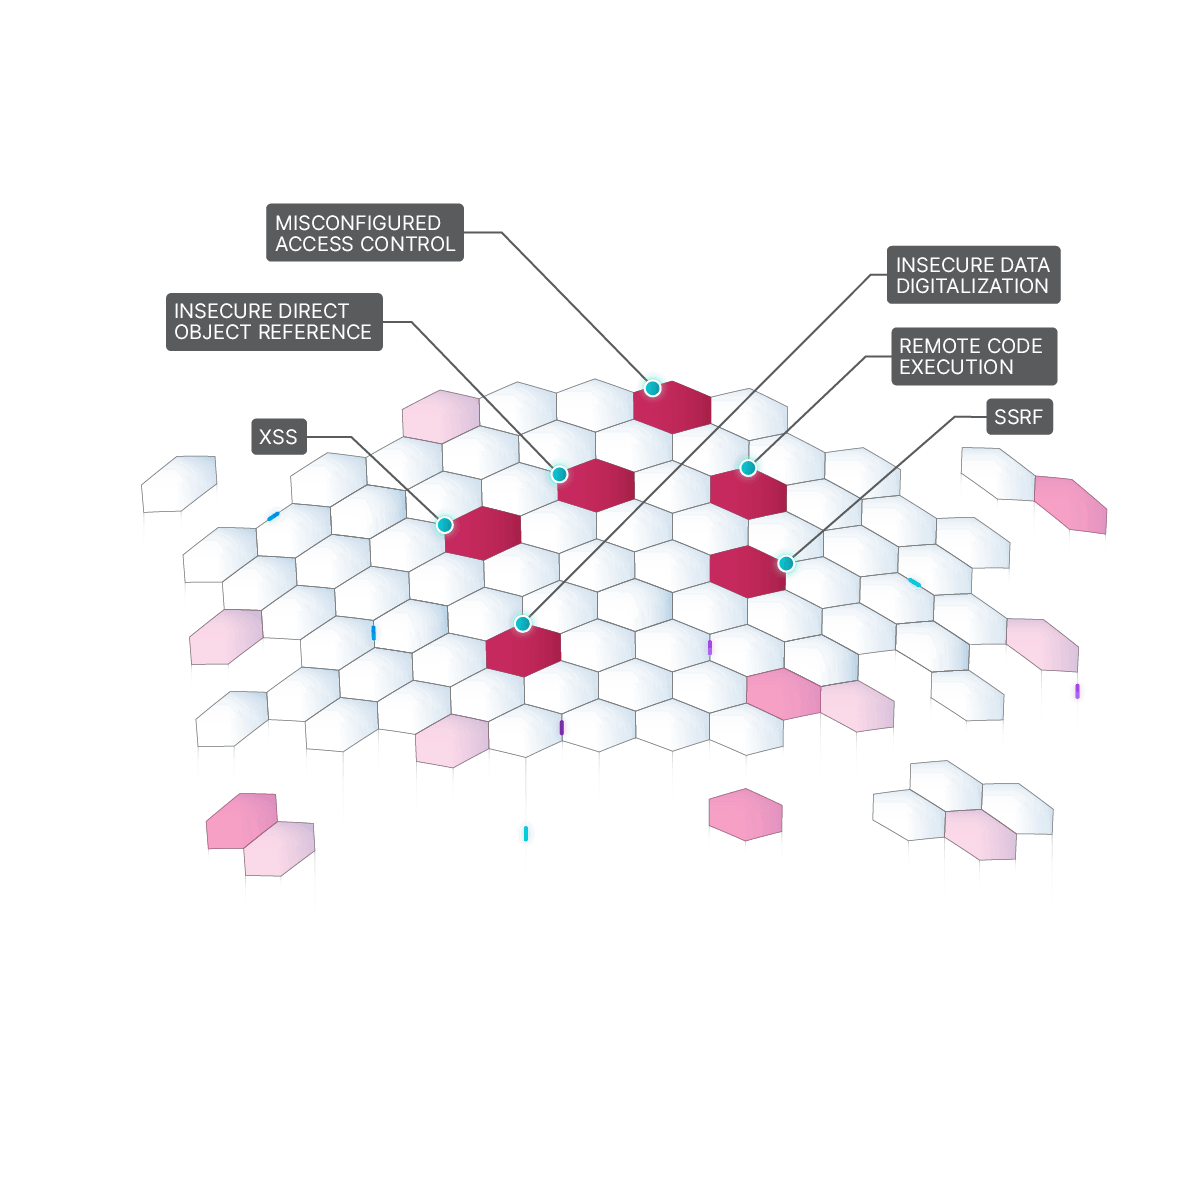 MISCONFIGURED
ACCESS CONTROL
INSECURE DATA
DIGITALIZATION
INSECURE DIRECT
OBJECT REFERENCE
REMOTE CODE
EXECUTION
SSRF
XSS